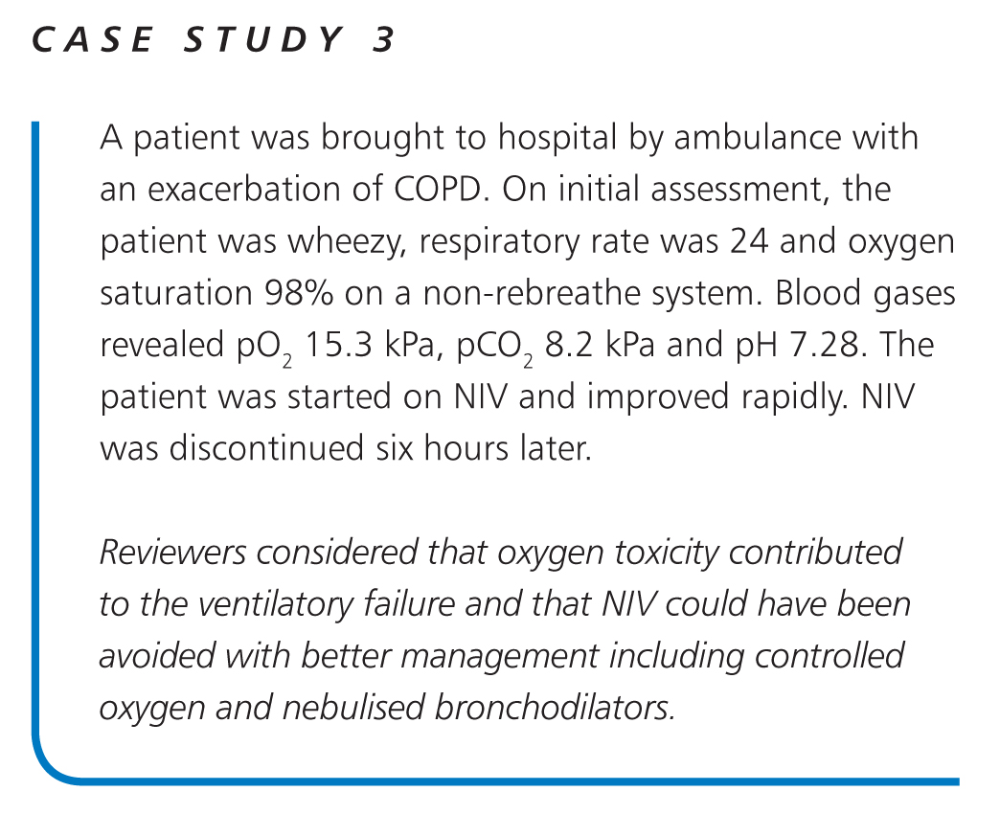 CASE STUDY 3
A patient was brought to hospital by ambulance with
an exacerbation of COPD. On initial assessment, the
patient was wheezy, respiratory rate was 24 and oxygen
saturation 98% on a non-rebreathe system. Blood gases
revealed pO₂ 15.3 kPa, pCO₂ 8.2 kPa and pH 7.28. The
patient was started on NIV and improved rapidly. NIV
was discontinued six hours later.
Reviewers considered that oxygen toxicity contributed
to the ventilatory failure and that NIV could have been
avoided with better management including controlled
oxygen and nebulised bronchodilators.